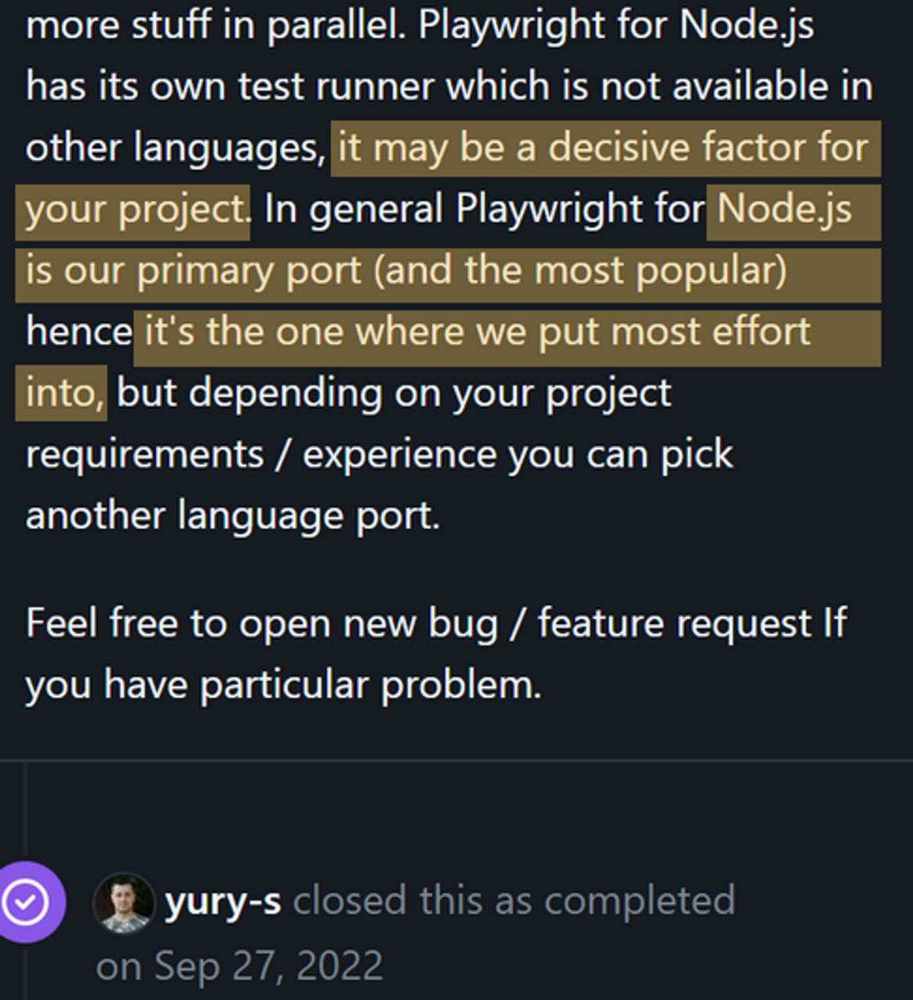 more stuff in parallel. Playwright for Node.js
has its own test runner which is not available in
other languages, it may be a decisive factor for
your project. In general Playwright for Node.js
is our primary port (and the most popular)
hence it's the one where we put most effort
into, but depending on your project
requirements / experience you can pick
another language port.
Feel free to open new bug / feature request If
you have particular problem.
yury-s closed this as completed
on Sep 27, 2022